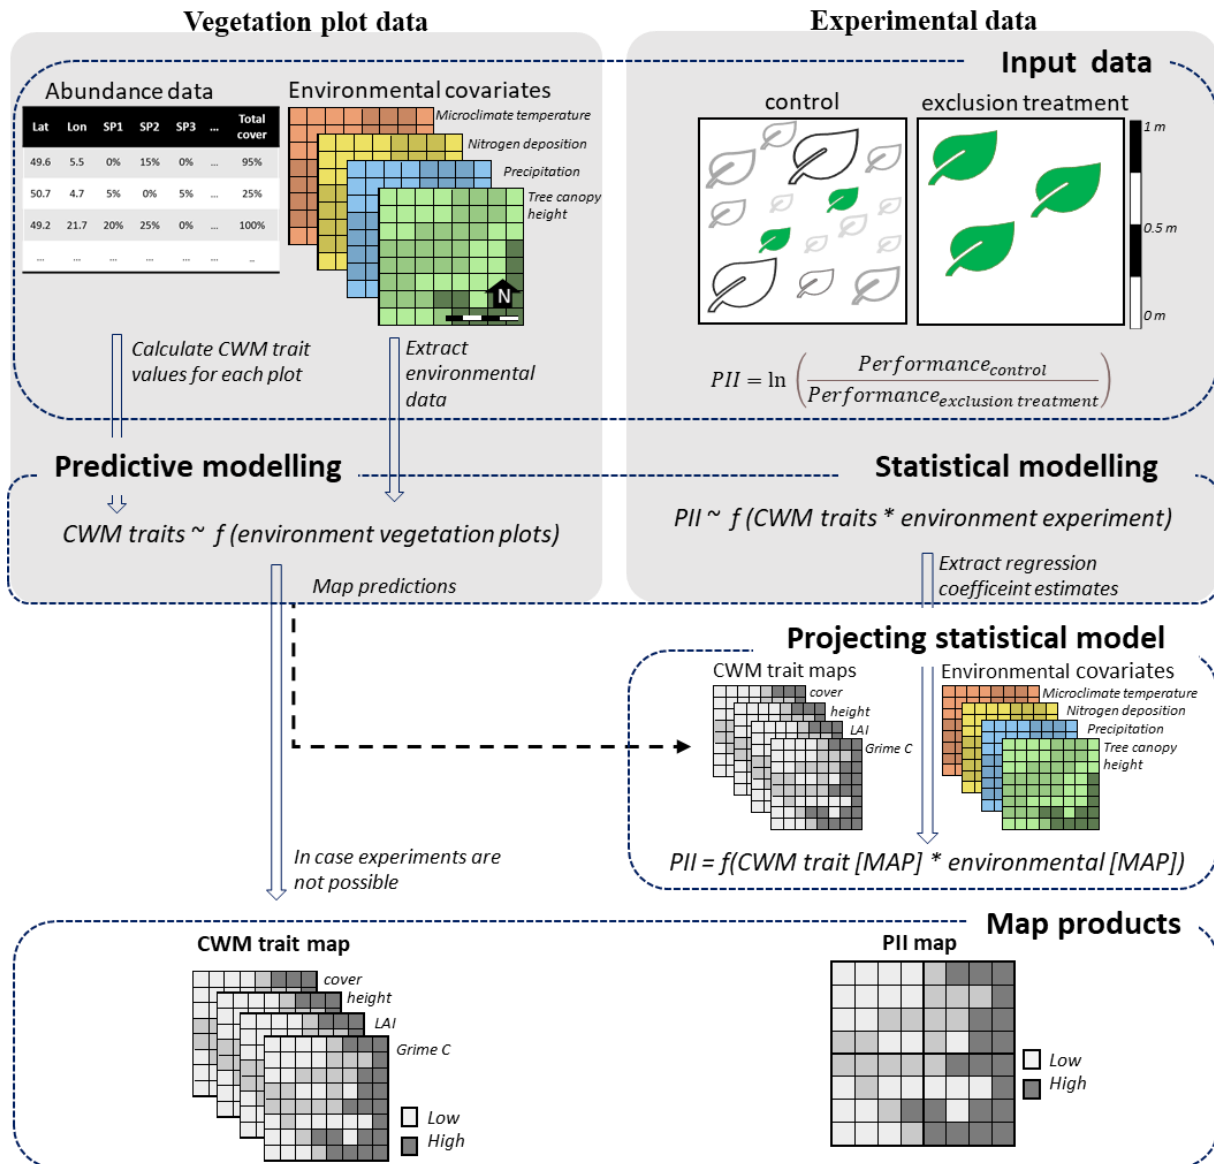 Vegetation plot data
Experimental data
Input data
Abundance data
Environmental covariates
Lat Lon SP1 SP2 SP3 ... Total cover
49.6 5.5 0% 15% 0% ... 95%
50.7 4.7 5% 0% 5% ... 25%
49.2 21.7 20% 25% 0% ... 100%
... ... ... ... ... ...
Microclimate temperature
Nitrogen deposition
Precipitation
Tree canopy
height
N
control
exclusion treatment
1 m
0.5 m
0 m
Calculate CWM trait
values for each plot
Extract
environmental
data
PII = ln (Performance control / Performance exclusion treatment)
Predictive modelling
Statistical modelling
CWM traits ~ f (environment vegetation plots)
PII ~ f (CWM traits * environment experiment)
Map predictions
Extract regression
coefficeint estimates
Projecting statistical model
CWM trait maps
cover
height
LAI
Grime C
Environmental covariates
Microclimate temperature
Nitrogen deposition
Precipitation
Tree canopy
height
PII = f(CWM trait [MAP] * environmental [MAP])
In case experiments are
not possible
Map products
CWM trait map
cover
height
LAI
Grime C
Low
High
PII map
Low
High